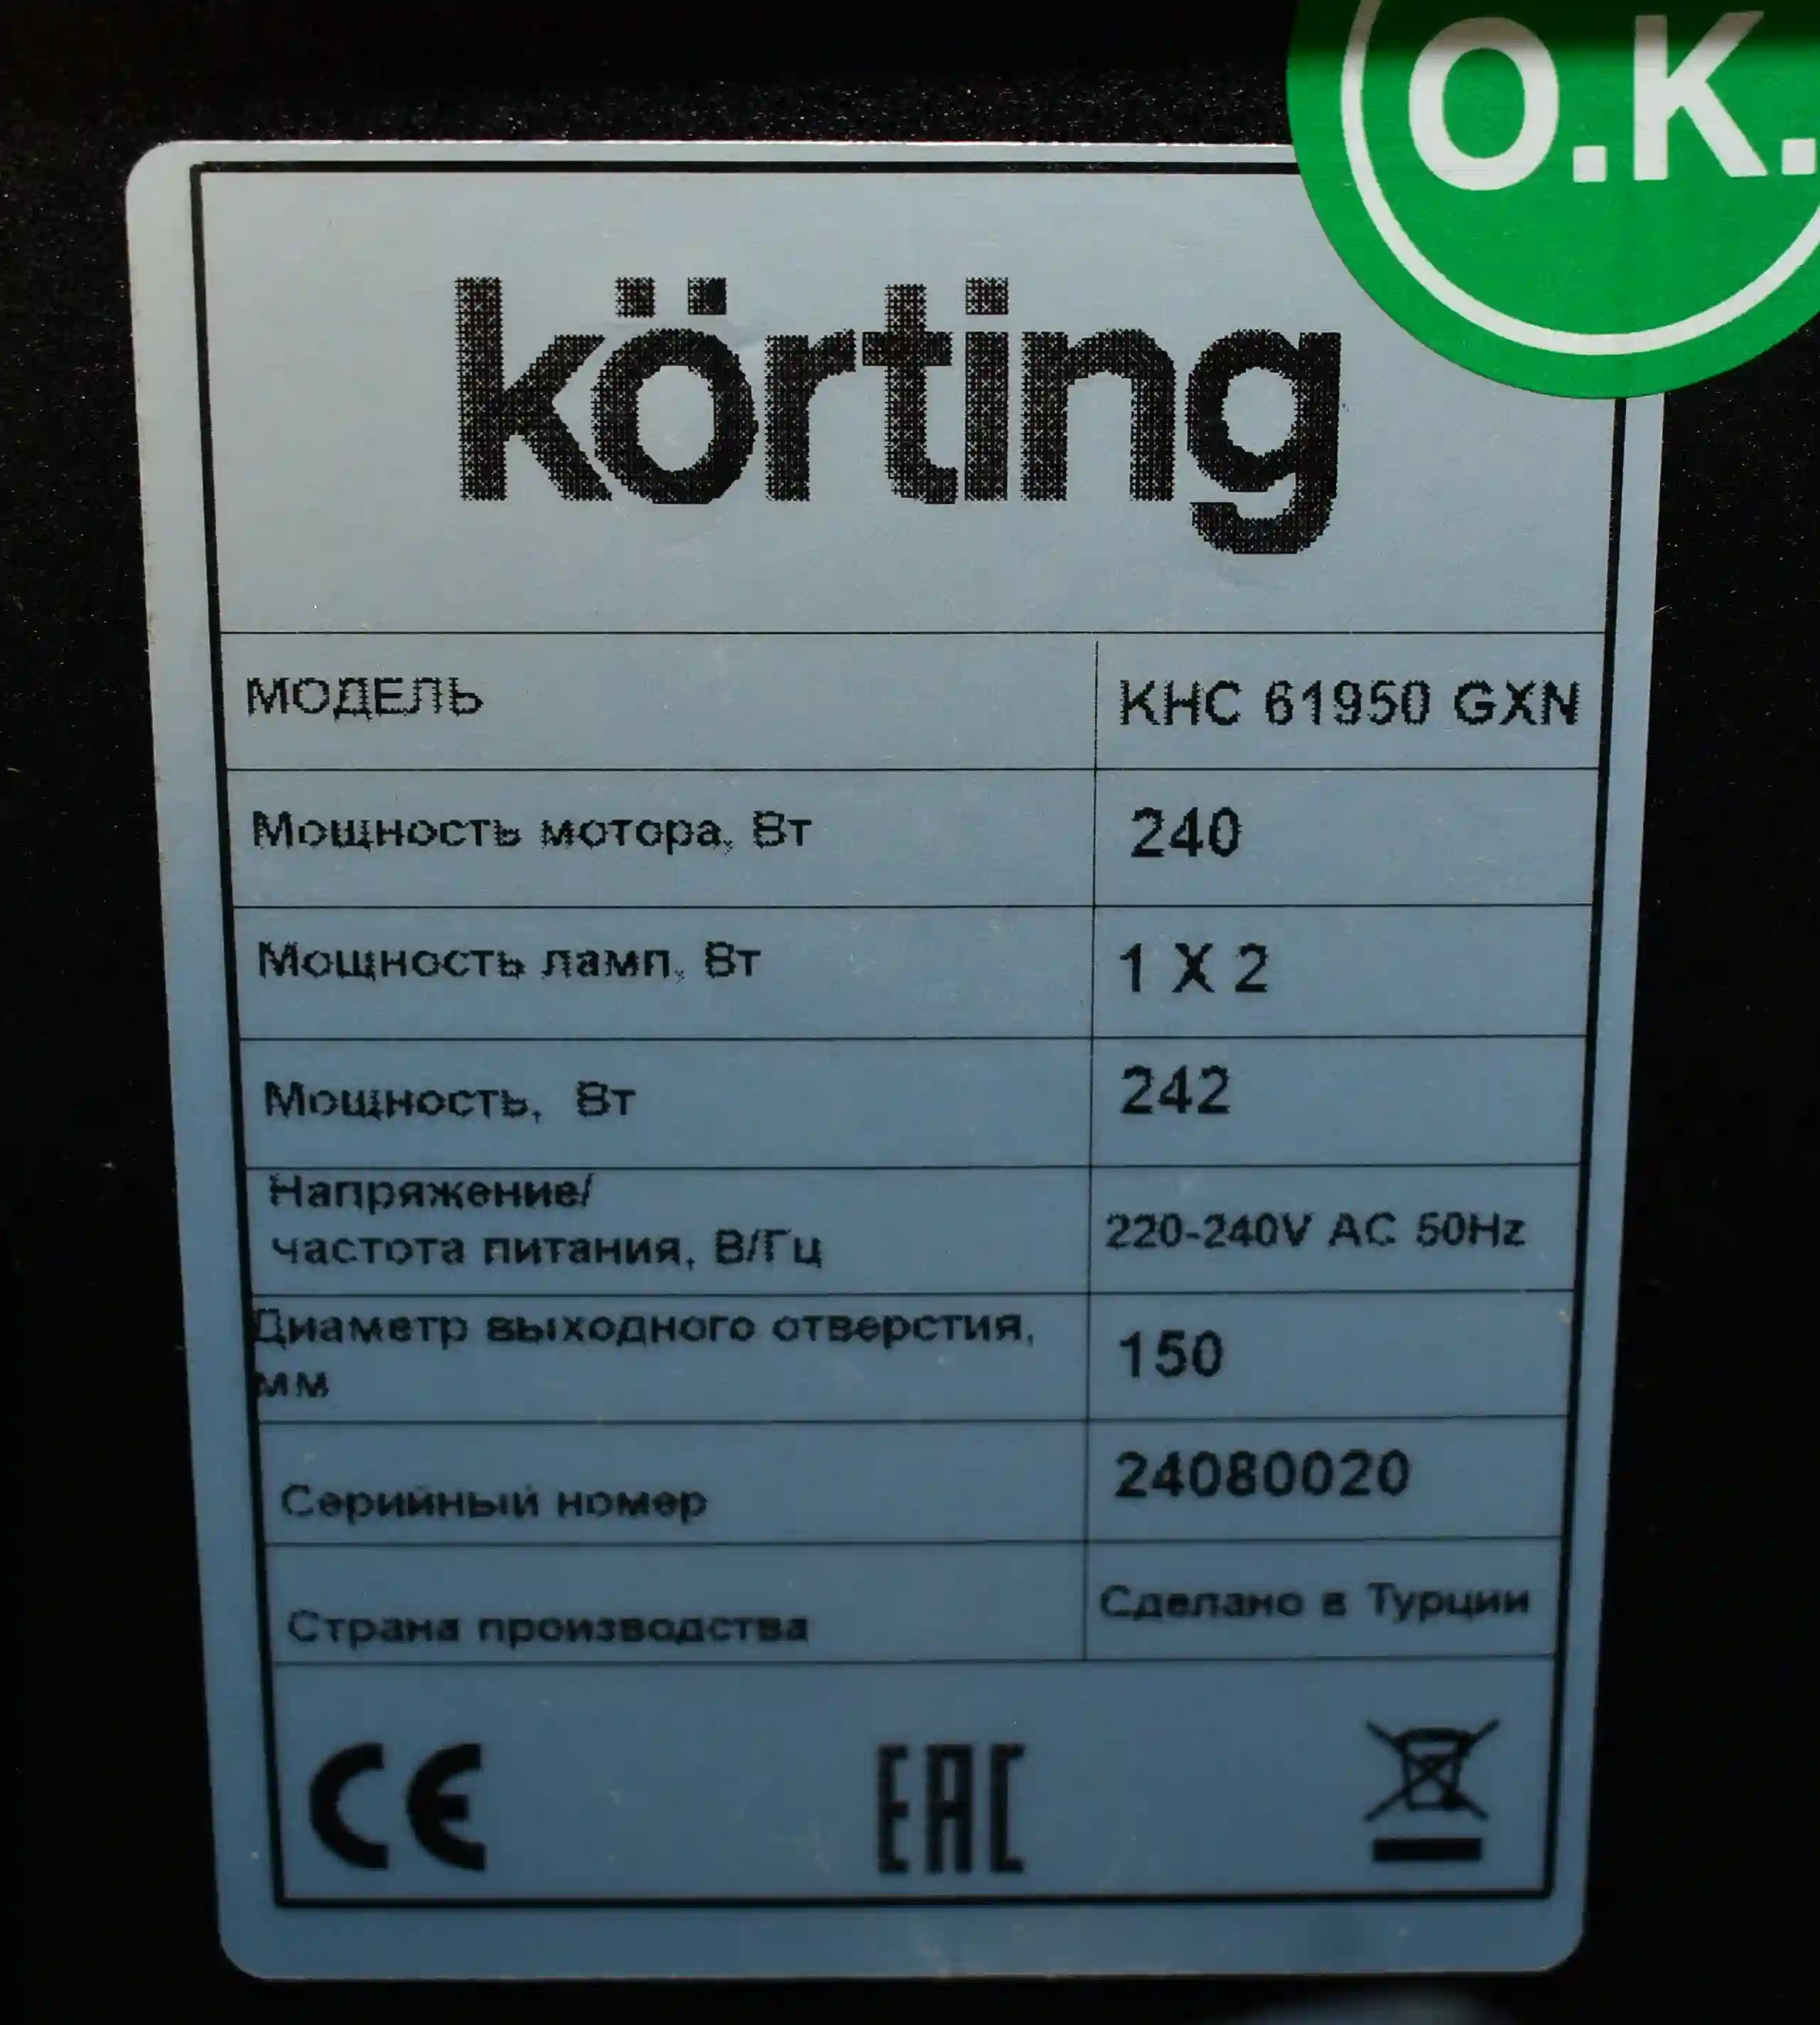 O.K.
körting
МОДЕЛЬ KHC 61950 GXN
Мощность мотора, Вт 240
Мощность ламп, Вт 1 X 2
Мощность, Вт 242
Напряжение/
частота питания, В/Гц 220-240V AC 50Hz
Диаметр выходного отверстия,
мм 150
Серийный номер 24080020
Страна производства Сделано в Турции
CE EAC